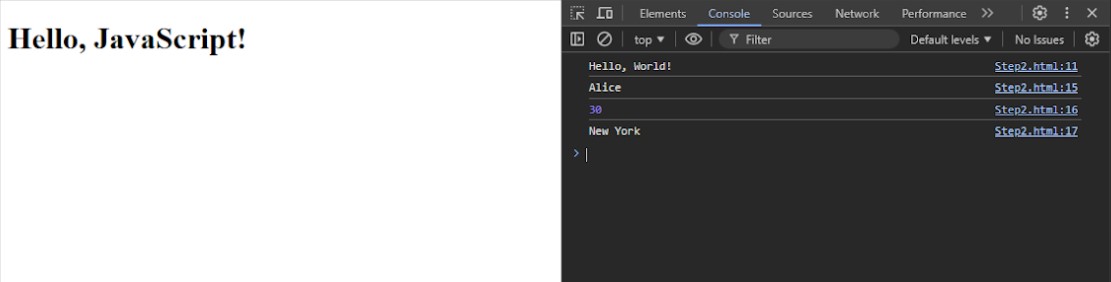 Hello, JavaScript!
Elements Console Sources Network Performance
top Filter Default levels No Issues
Hello, World! Step2.html:11
Alice Step2.html:15
30 Step2.html:16
New York Step2.html:17